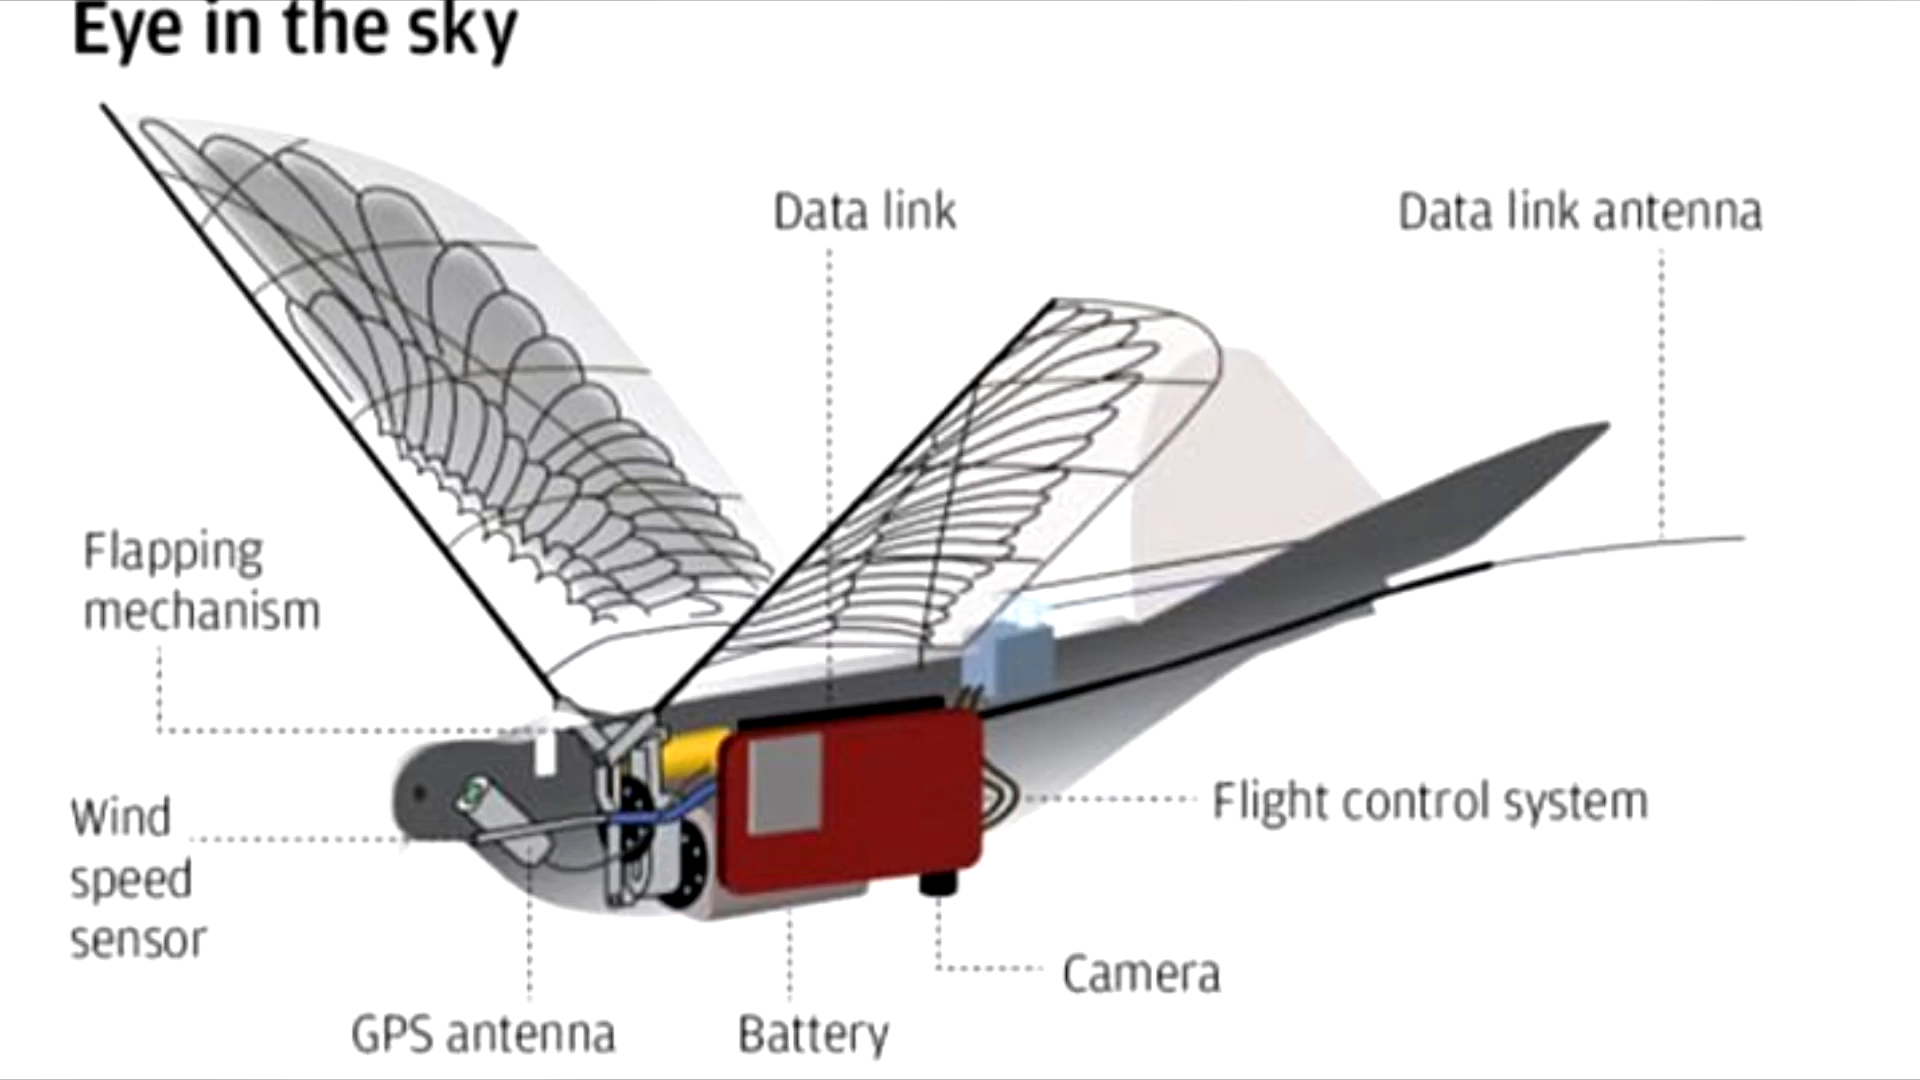 Eye in the sky
Data link
Data link antenna
Flapping
mechanism
Wind
speed
sensor
Flight control system
Camera
GPS antenna
Battery